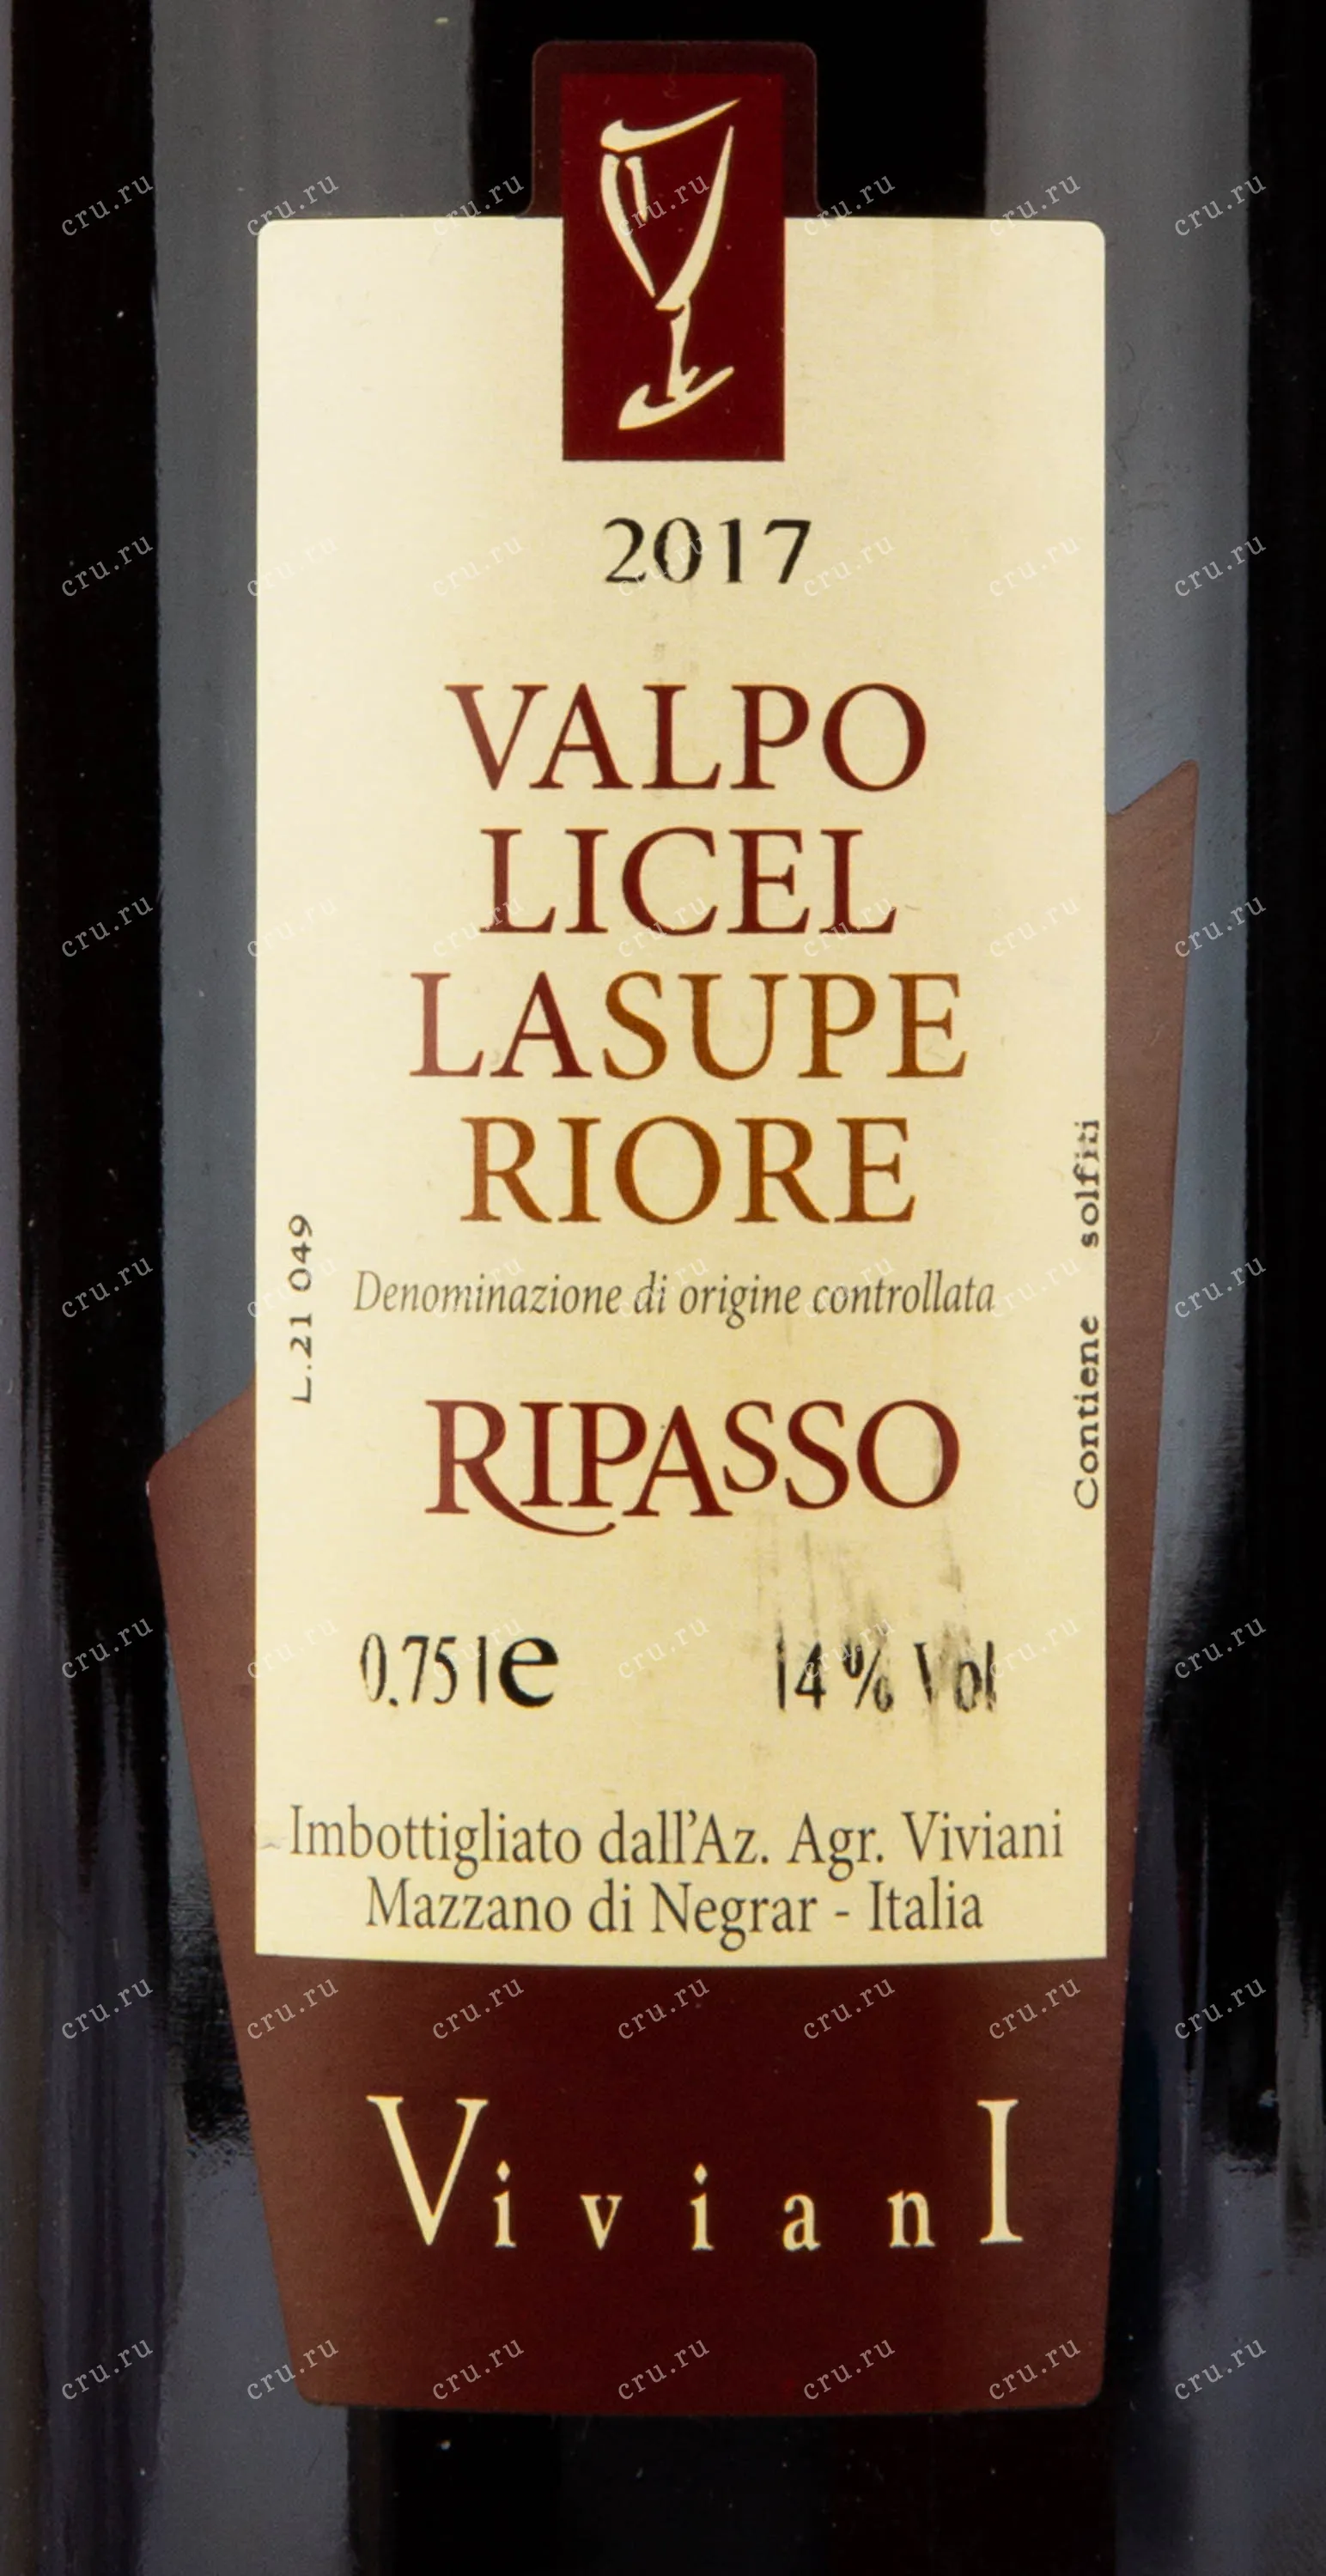 2017
VALPO
LICEL
LASUPE
RIORE
Denominazione di origine controllata
L.21 049
Contiene solfiti
RIPASSO
0.75 l e 14% Vol
Imbottigliato dall'Az. Agr. Viviani
Mazzano di Negrar - Italia
VivianI
cru.ru